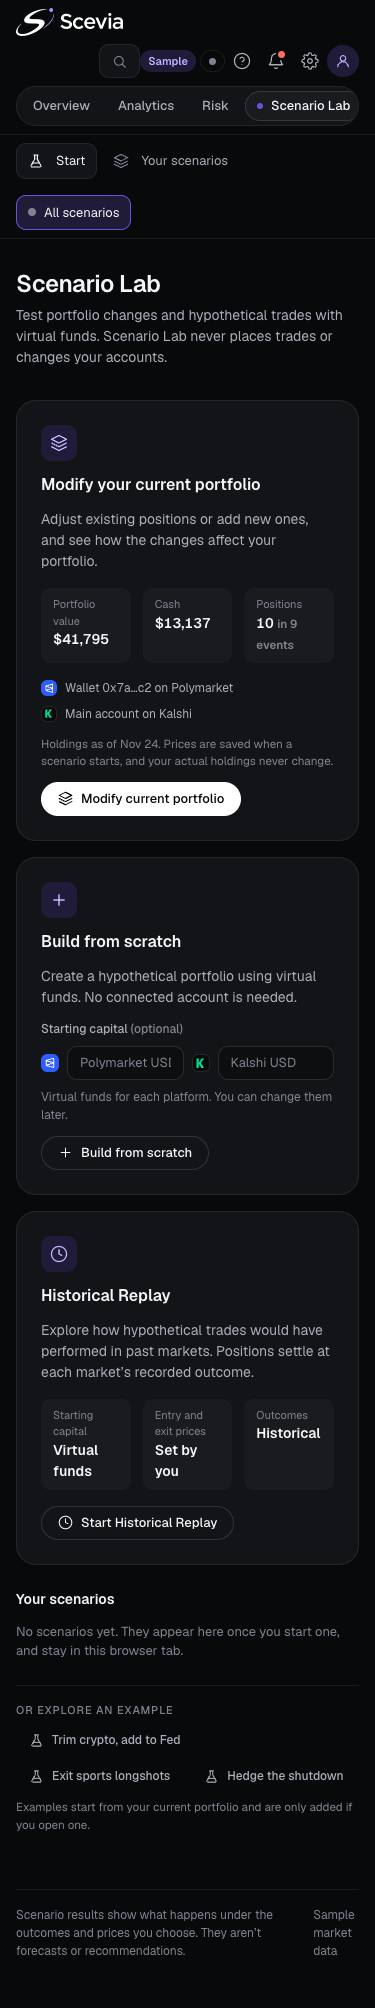 Scevia
Sample
Overview Analytics Risk Scenario Lab
Start Your scenarios
All scenarios
Scenario Lab
Test portfolio changes and hypothetical trades with
virtual funds. Scenario Lab never places trades or
changes your accounts.
Modify your current portfolio
Adjust existing positions or add new ones,
and see how the changes affect your
portfolio.
Portfolio
value
$41,795
Cash
$13,137
Positions
10 in 9
events
Wallet 0x7a…c2 on Polymarket
K Main account on Kalshi
Holdings as of Nov 24. Prices are saved when a
scenario starts, and your actual holdings never change.
Modify current portfolio
Build from scratch
Create a hypothetical portfolio using virtual
funds. No connected account is needed.
Starting capital (optional)
Polymarket USD K Kalshi USD
Virtual funds for each platform. You can change them
later.
Build from scratch
Historical Replay
Explore how hypothetical trades would have
performed in past markets. Positions settle at
each market’s recorded outcome.
Starting
capital
Virtual
funds
Entry and
exit prices
Set by
you
Outcomes
Historical
Start Historical Replay
Your scenarios
No scenarios yet. They appear here once you start one,
and stay in this browser tab.
OR EXPLORE AN EXAMPLE
Trim crypto, add to Fed
Exit sports longshots Hedge the shutdown
Examples start from your current portfolio and are only added if
you open one.
Scenario results show what happens under the
outcomes and prices you choose. They aren’t
forecasts or recommendations.
Sample
market
data